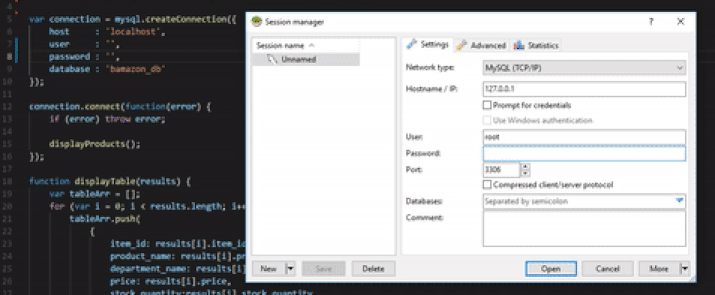 4
5
6 var connection = mysql.createConnection({
host : 'localhost',
7 user : '',
8 password : '',
9 database : 'bamazon_db'
10 });
11
12 connection.connect(function(error) {
13 if (error) throw error;
14
15 displayProducts();
16 });
17
18 function displayTable(results) {
19 var tableArr = [];
20 for (var i = 0; i < results.length; i++
21 tableArr.push(
22 {
23 item_id: results[i].item_i
24 product_name: results[i].pr
25 department_name: results[i]
26 price: results[i].price,
27 stock_quantity: results[i].stock_quantity
Session manager
? X
Session name
Unnamed
New
Save
Delete
Settings
Advanced
Statistics
Network type: MySQL (TCP/IP)
Hostname / IP: 127.0.0.1
Prompt for credentials
Use Windows authentication
User: root
Password:
Port: 3306
Compressed client/server protocol
Databases: Separated by semicolon
Comment:
Open
Cancel
More